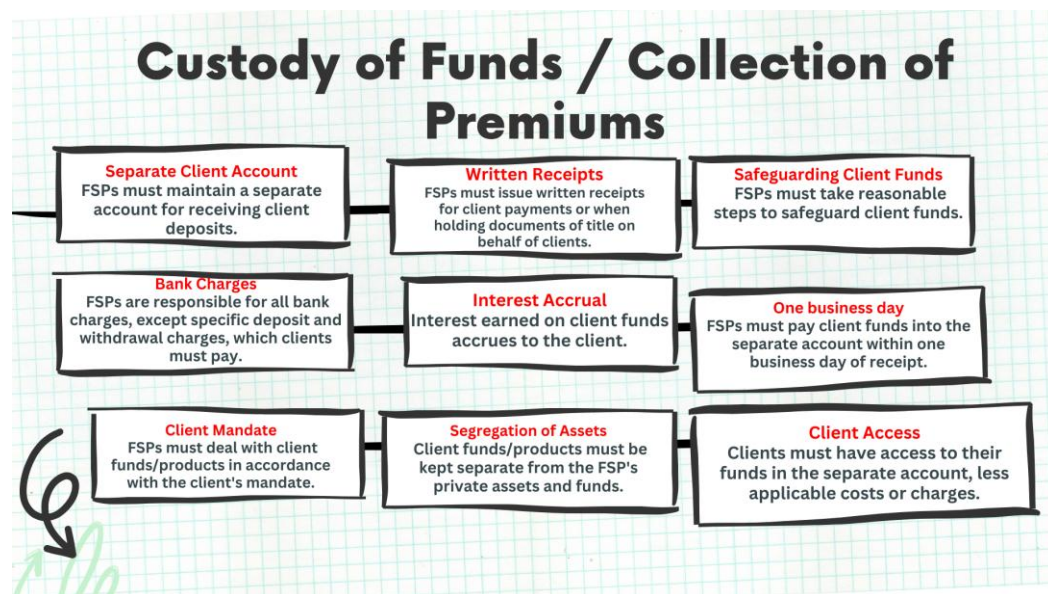 Custody of Funds / Collection of
Premiums
Separate Client Account
FSPs must maintain a separate
account for receiving client
deposits.
Written Receipts
FSPs must issue written receipts
for client payments or when
holding documents of title on
behalf of clients.
Safeguarding Client Funds
FSPs must take reasonable
steps to safeguard client funds.
Bank Charges
FSPs are responsible for all bank
charges, except specific deposit and
withdrawal charges, which clients
must pay.
Interest Accrual
Interest earned on client funds
accrues to the client.
One business day
FSPs must pay client funds into the
separate account within one
business day of receipt.
Client Mandate
FSPs must deal with client
funds/products in accordance
with the client's mandate.
Segregation of Assets
Client funds/products must be
kept separate from the FSP's
private assets and funds.
Client Access
Clients must have access to their
funds in the separate account, less
applicable costs or charges.